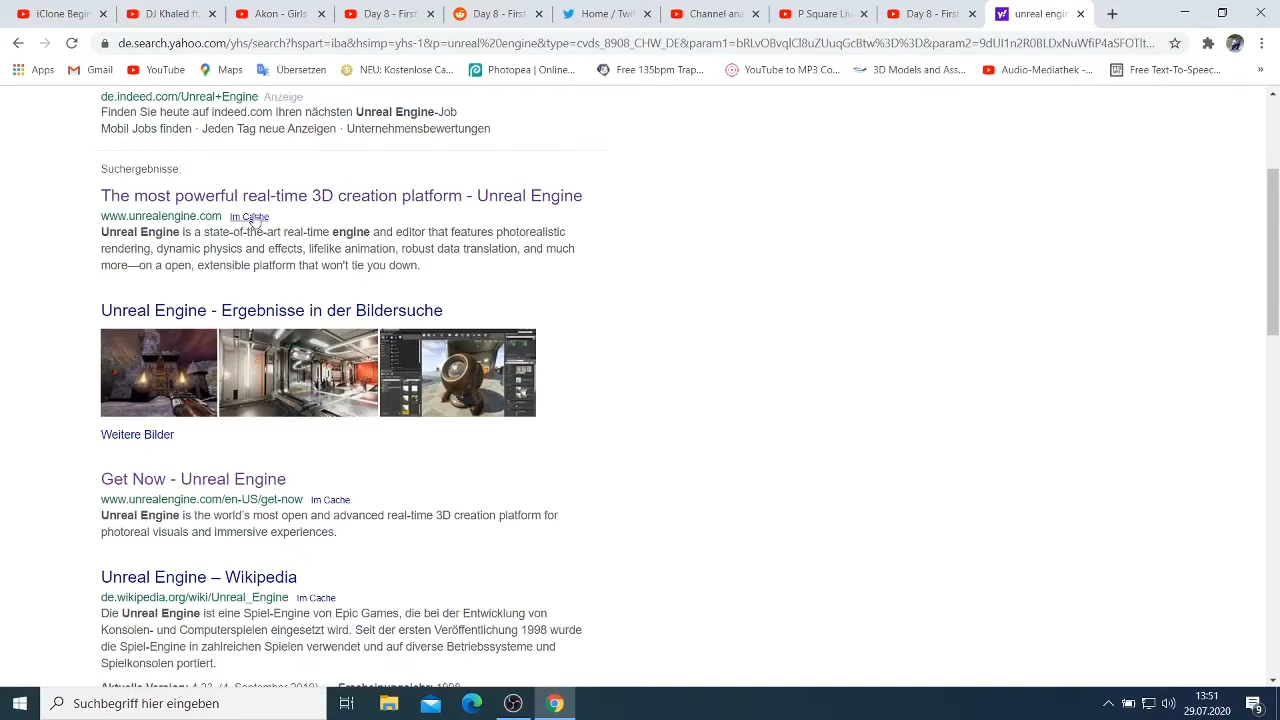 iClone Begin
DJ Khaled ft
Akon -
Day 8 - First
Day 8 - First
Home / Twit
Channel das
P Square Liv
Day 8 - First
unreal engin
de.search.yahoo.com/yhs/search?hspart=iba&hsimp=yhs-1&p=unreal%20engine&type=cvds_8908_CHW_DE&param1=
Apps
Gmail
YouTube
Maps
Übersetzen
NEU: Kostenlose Ca...
Photopea | Online...
Free 135bpm Trap...
YouTube to MP3 Co...
3D Models and Ass...
Audio-Mediathek -...
Free Text-To-Speec...
»
de.indeed.com/Unreal+Engine Anzeige
Finden Sie heute auf indeed.com Ihren nächsten Unreal Engine-Job
Mobil Jobs finden · Jeden Tag neue Anzeigen · Unternehmensbewertungen
Suchergebnisse.
The most powerful real-time 3D creation platform - Unreal Engine
www.unrealengine.com Im Cache
Unreal Engine is a state-of-the-art real-time engine and editor that features photorealistic
rendering, dynamic physics and effects, lifelike animation, robust data translation, and much
more—on a open, extensible platform that won't tie you down.
Unreal Engine - Ergebnisse in der Bildersuche
Weitere Bilder
Get Now - Unreal Engine
www.unrealengine.com/en-US/get-now Im Cache
Unreal Engine is the world's most open and advanced real-time 3D creation platform for
photoreal visuals and immersive experiences.
Unreal Engine – Wikipedia
de.wikipedia.org/wiki/Unreal_Engine Im Cache
Die Unreal Engine ist eine Spiel-Engine von Epic Games, die bei der Entwicklung von
Konsolen- und Computerspielen eingesetzt wird. Seit der ersten Veröffentlichung 1998 wurde
die Spiel-Engine in zahlreichen Spielen verwendet und auf diverse Betriebssysteme und
Spielkonsolen portiert.
Aktuelle Version: 4.23, (4. September 2019) Erscheinungsjahr: 1998
Suchbegriff hier eingeben
13:51
29.07.2020